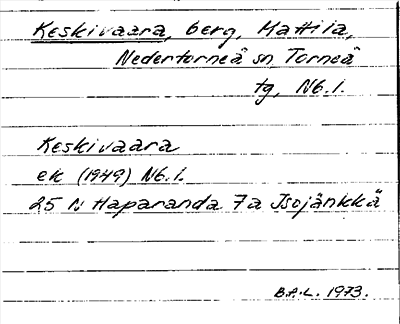 Keskivaara, berg, Mattila,
Nedertorneå sn Torneå
tg, N6.1.
Keskivaara
ek (1949) N6.1.
25 N Haparanda 7a Isojänkkä
B.A.L. 1973.